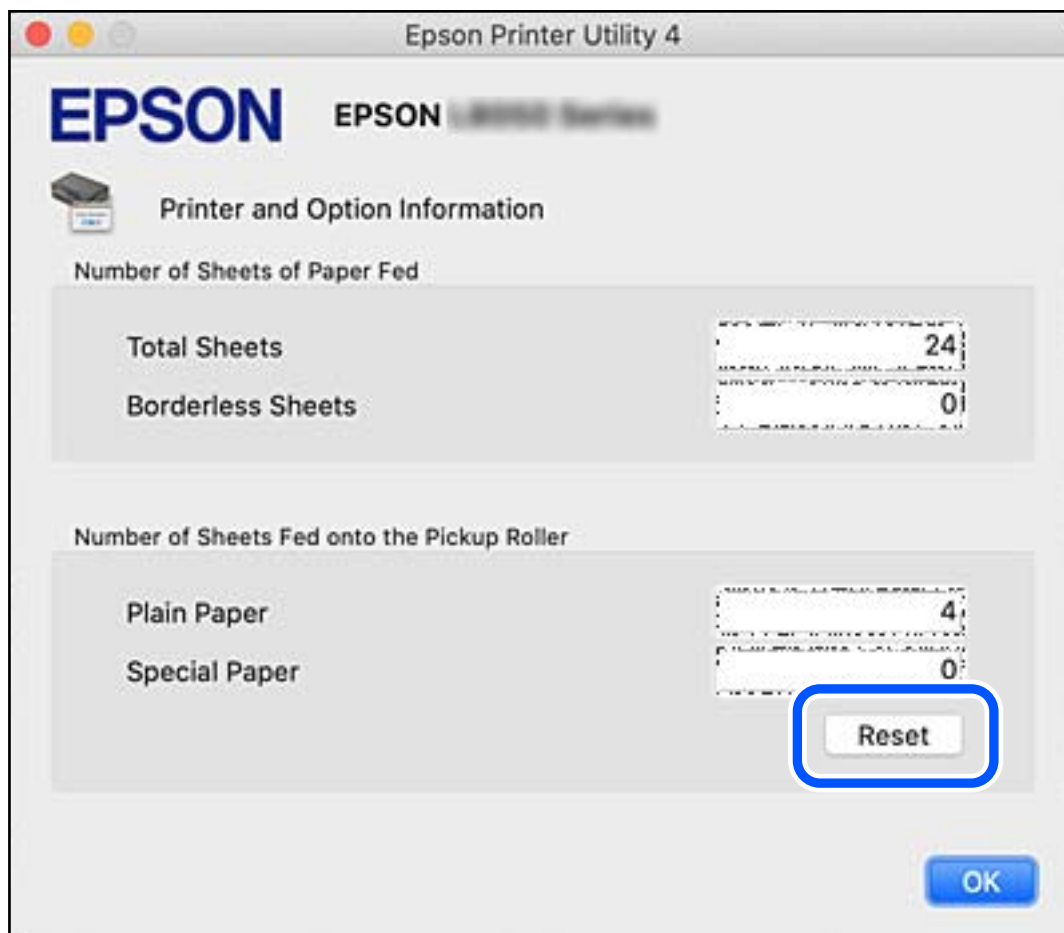 Epson Printer Utility 4
EPSON EPSON
Printer and Option Information
Number of Sheets of Paper Fed
Total Sheets 24
Borderless Sheets 0
Number of Sheets Fed onto the Pickup Roller
Plain Paper 4
Special Paper 0
Reset
OK